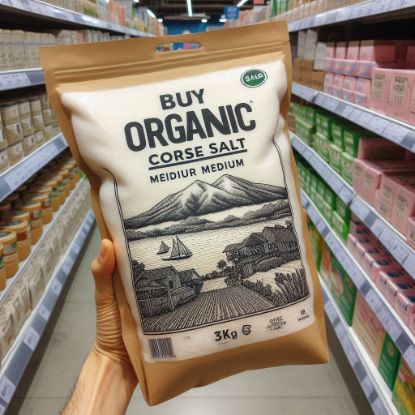 SALO
BUY
ORGANIC
CORSE SALT
MEIDIUR MEDIUM
3Kg